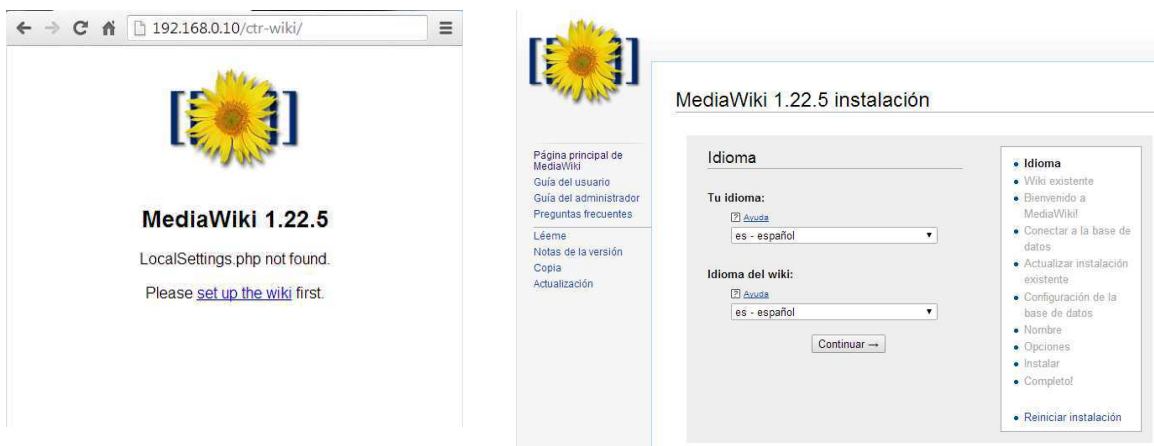 192.168.0.10/ctr-wiki/
MediaWiki 1.22.5
LocalSettings.php not found.
Please set up the wiki first.
MediaWiki 1.22.5 instalación
Página principal de
MediaWiki
Guía del usuario
Guía del administrador
Preguntas frecuentes
Léeme
Notas de la versión
Copia
Actualización
Idioma
Tu idioma:
? Ayuda
es - español
Idioma del wiki:
? Ayuda
es - español
Continuar →
Idioma
Wiki existente
Bienvenido a
MediaWiki!
Conectar a la base de
datos
Actualizar instalación
existente
Configuración de la
base de datos
Nombre
Opciones
Instalar
Completo!
Reiniciar instalación